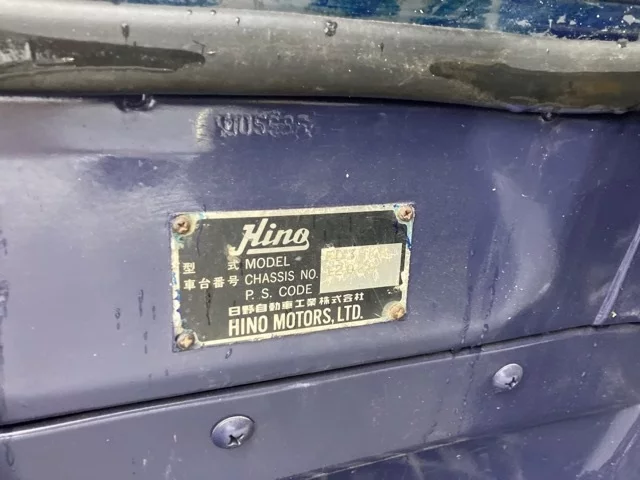 Hino
型式 MODEL
車台番号 CHASSIS NO.
P. S. CODE
日野自動車工業株式会社
HINO MOTORS, LTD.